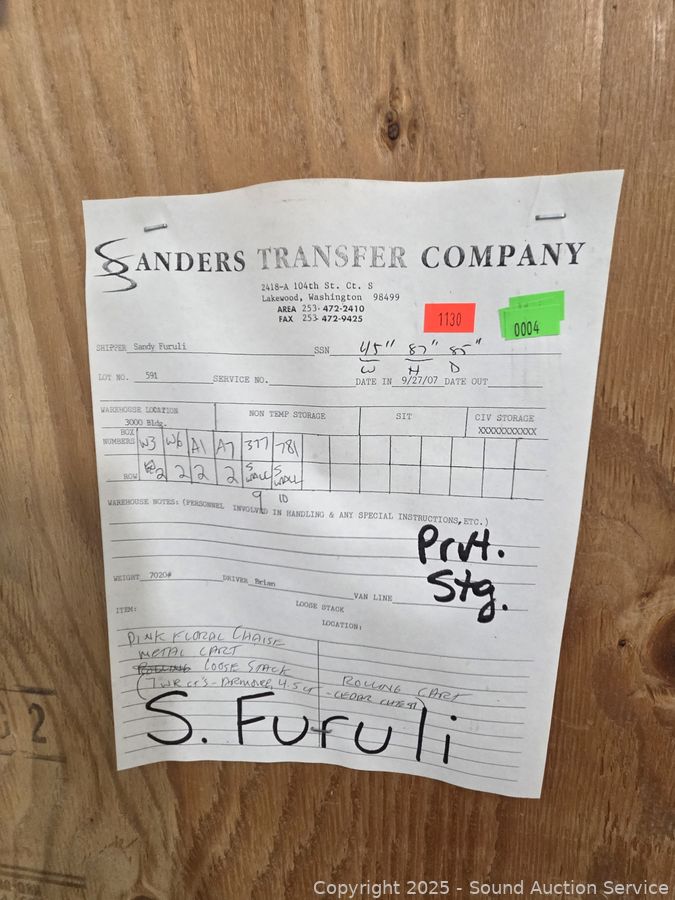 SANDERS TRANSFER COMPANY
2418-A 104th St. Ct. S
Lakewood, Washington 98499
AREA 253-472-2410
FAX 253-472-9425
1130
0004
SHIPPER Sandy Furuli SSN 45" 87" 85"
W H D
LOT NO. 591 SERVICE NO. DATE IN 9/27/07 DATE OUT
WAREHOUSE LOCATION NON TEMP STORAGE SIT CIV STORAGE
3000 Bldg. XXXXXXXXXXX
BOX NUMBERS W3 W6 A1 A7 377 781
ROW 2 2 2 2 S WALL S WALL
9 10
WAREHOUSE NOTES: (PERSONNEL INVOLVED IN HANDLING & ANY SPECIAL INSTRUCTIONS, ETC.)
Prvt.
Stg.
WEIGHT 7020# DRIVER Brian VAN LINE
ITEM: LOOSE STACK
LOCATION:
PINK FLORAL CHAISE
METAL CART
ROLLING LOOSE STACK
ROLLING CART
- CEDAR CHEST)
S. Furuli
2
Copyright 2025 - Sound Auction Service